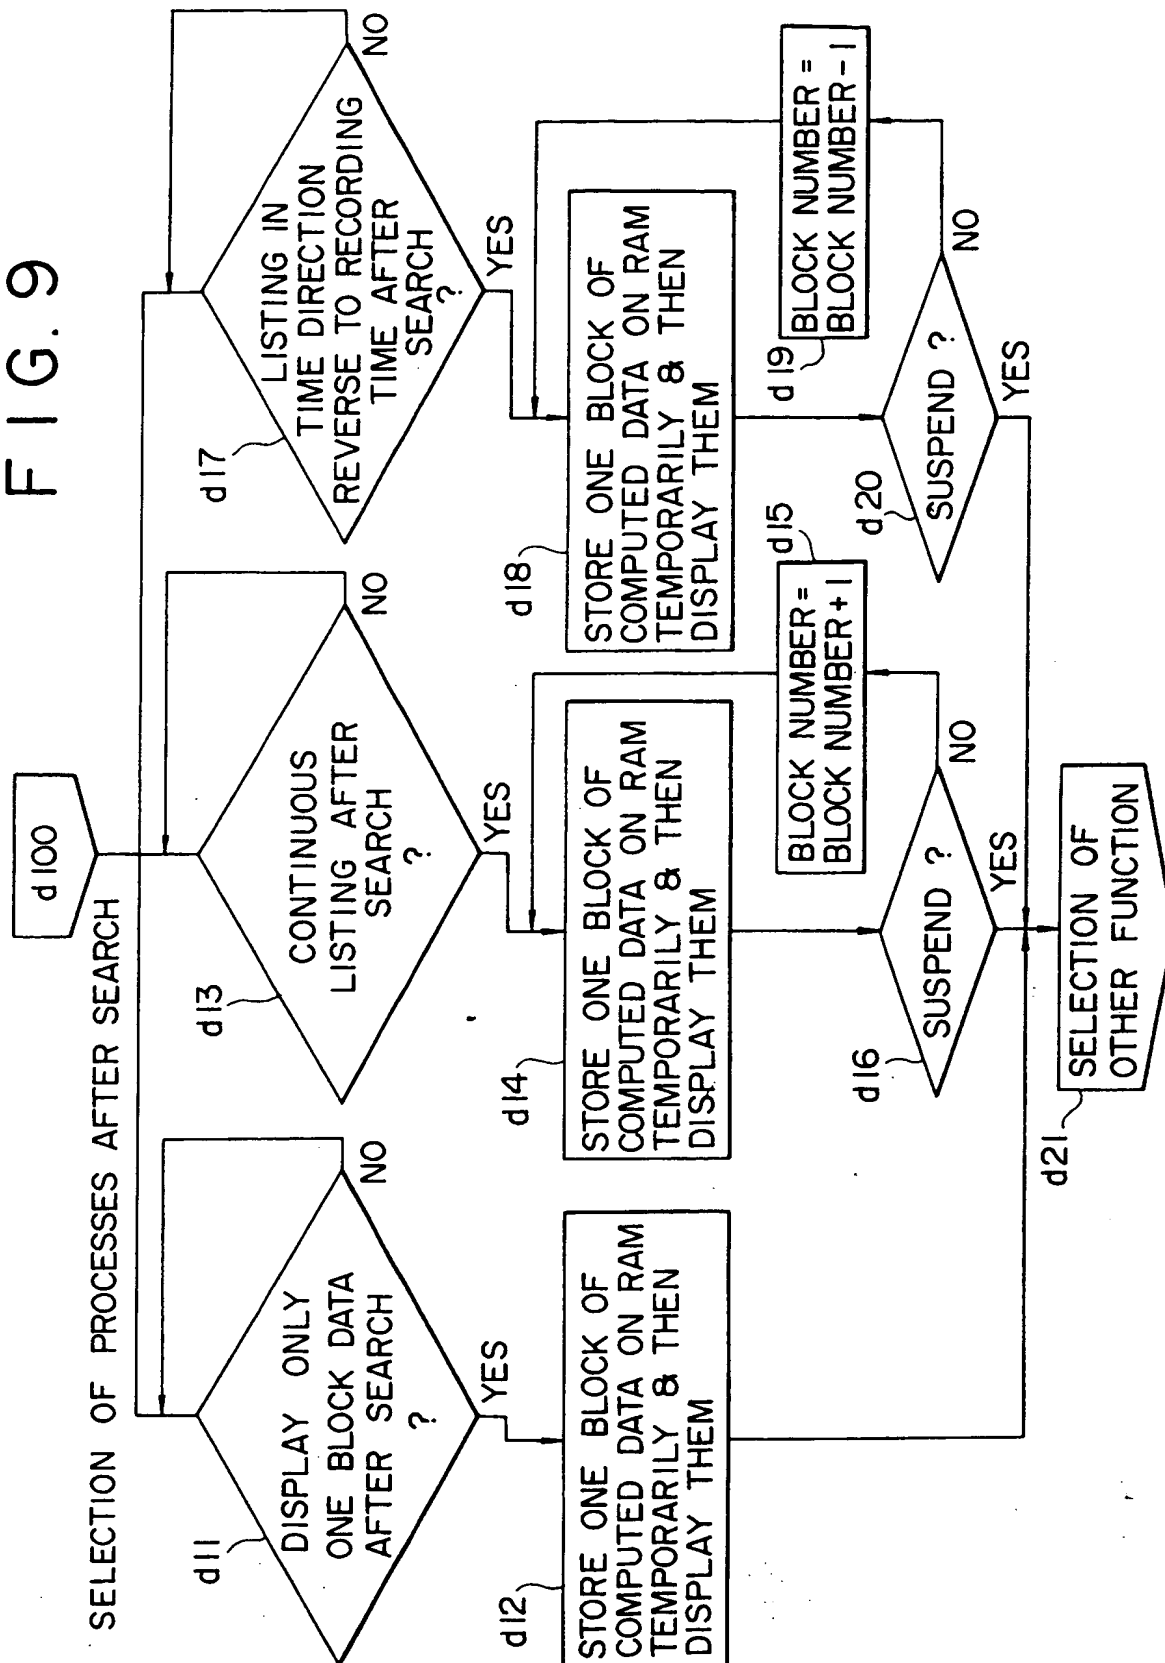 FIG. 9
d100
SELECTION OF PROCESSES AFTER SEARCH
d11
DISPLAY ONLY
ONE BLOCK DATA
AFTER SEARCH
?
NO
YES
d12
STORE ONE BLOCK OF
COMPUTED DATA ON RAM
TEMPORARILY & THEN
DISPLAY THEM
d13
CONTINUOUS
LISTING AFTER
SEARCH
?
NO
YES
d14
STORE ONE BLOCK OF
COMPUTED DATA ON RAM
TEMPORARILY & THEN
DISPLAY THEM
d15
BLOCK NUMBER =
BLOCK NUMBER + 1
d16
SUSPEND ?
NO
YES
d17
LISTING IN
TIME DIRECTION
REVERSE TO RECORDING
TIME AFTER
SEARCH
?
NO
YES
d18
STORE ONE BLOCK OF
COMPUTED DATA ON RAM
TEMPORARILY & THEN
DISPLAY THEM
d19
BLOCK NUMBER =
BLOCK NUMBER - 1
d20
SUSPEND ?
NO
YES
d21
SELECTION OF
OTHER FUNCTION